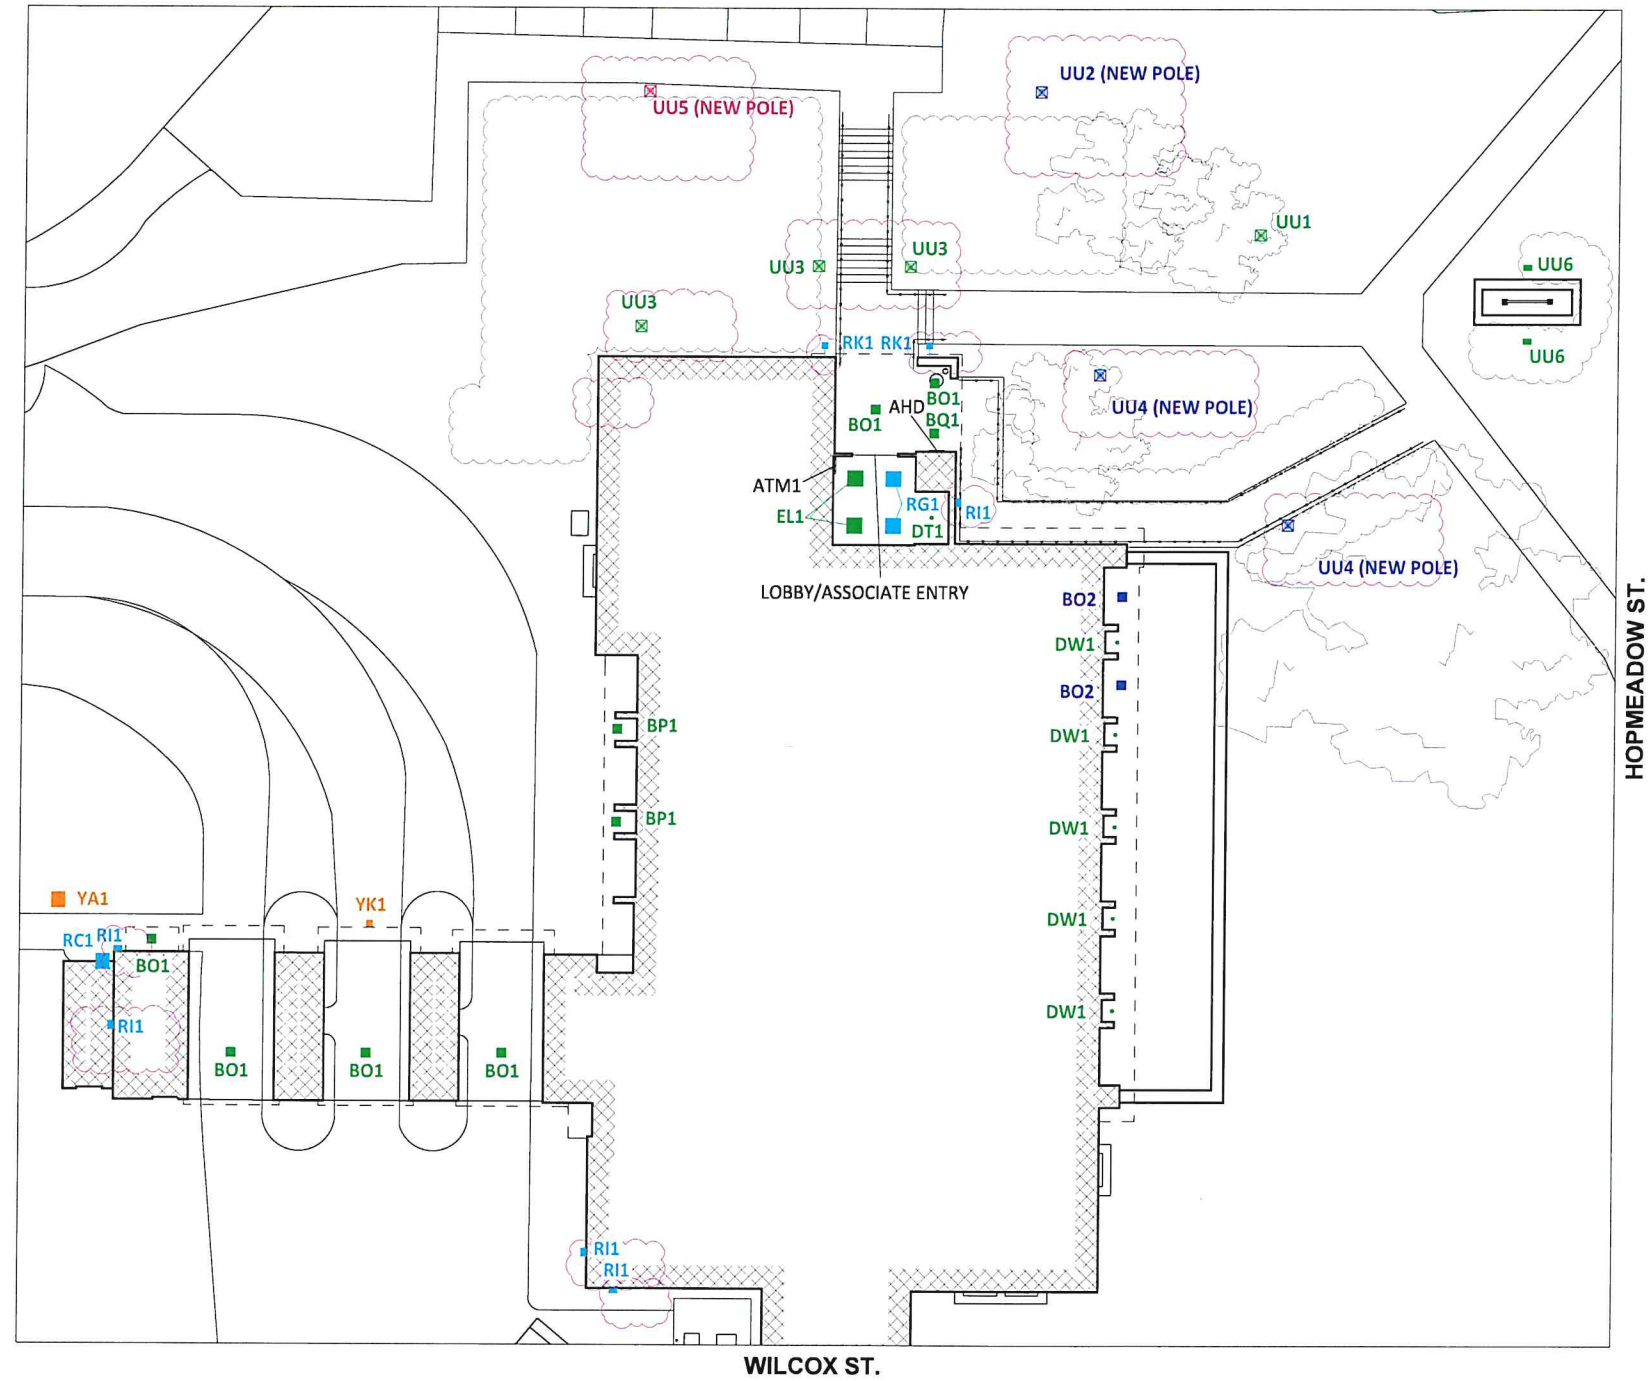 UU2 (NEW POLE)
UU5 (NEW POLE)
UU1
UU3
UU3
UU6
UU3
RK1 RK1
UU6
BO1
AHD
UU4 (NEW POLE)
BO1
BO1
ATM1
RG1
RI1
EL1
DT1
UU4 (NEW POLE)
LOBBY/ASSOCIATE ENTRY
BO2
DW1
HOPMEADOW ST.
BO2
BP1
DW1
BP1
DW1
YA1
YK1
DW1
RC1
RI1
BO1
DW1
RI1
BO1
BO1
BO1
RI1
RI1
WILCOX ST.